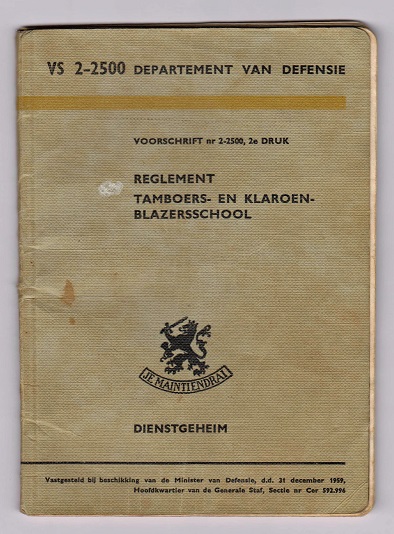 VS 2-2500 DEPARTEMENT VAN DEFENSIE
VOORSCHRIFT nr 2-2500, 2e DRUK
REGLEMENT
TAMBOERS- EN KLAROEN-
BLAZERSSCHOOL
JE MAINTIENDRAI
DIENSTGEHEIM
Vastgesteld bij beschikking van de Minister van Defensie, d.d. 31 december 1959,
Hoofdkwartier van de Generale Staf, Sectie nr Cer 592.996